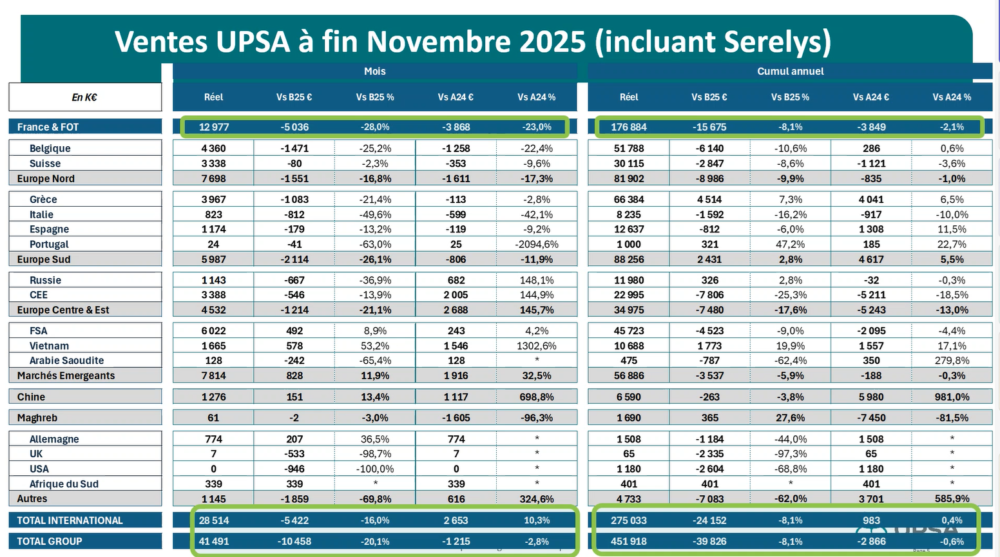 Ventes UPSA à fin Novembre 2025 (incluant Serelys)
Mois Cumul annuel
En K€ Réel Vs B25 € Vs B25 % Vs A24 € Vs A24 % Réel Vs B25 € Vs B25 % Vs A24 € Vs A24 %
France & FOT 12 977 -5 036 -28,0% -3 868 -23,0% 176 884 -15 675 -8,1% -3 849 -2,1%
Belgique 4 360 -1 471 -25,2% -1 258 -22,4% 51 788 -6 140 -10,6% 286 0,6%
Suisse 3 338 -80 -2,3% -353 -9,6% 30 115 -2 847 -8,6% -1 121 -3,6%
Europe Nord 7 698 -1 551 -16,8% -1 611 -17,3% 81 902 -8 986 -9,9% -835 -1,0%
Grèce 3 967 -1 083 -21,4% -113 -2,8% 66 384 4 514 7,3% 4 041 6,5%
Italie 823 -812 -49,6% -599 -42,1% 8 235 -1 592 -16,2% -917 -10,0%
Espagne 1 174 -179 -13,2% -119 -9,2% 12 637 -812 -6,0% 1 308 11,5%
Portugal 24 -41 -63,0% 25 -2094,6% 1 000 321 47,2% 185 22,7%
Europe Sud 5 987 -2 114 -26,1% -806 -11,9% 88 256 2 431 2,8% 4 617 5,5%
Russie 1 143 -667 -36,9% 682 148,1% 11 980 326 2,8% -32 -0,3%
CEE 3 388 -546 -13,9% 2 005 144,9% 22 995 -7 806 -25,3% -5 211 -18,5%
Europe Centre & Est 4 532 -1 214 -21,1% 2 688 145,7% 34 975 -7 480 -17,6% -5 243 -13,0%
FSA 6 022 492 8,9% 243 4,2% 45 723 -4 523 -9,0% -2 095 -4,4%
Vietnam 1 665 578 53,2% 1 546 1302,6% 10 688 1 773 19,9% 1 557 17,1%
Arabie Saoudite 128 -242 -65,4% 128 * 475 -787 -62,4% 350 279,8%
Marchés Emergeants 7 814 828 11,9% 1 916 32,5% 56 886 -3 537 -5,9% -188 -0,3%
Chine 1 276 151 13,4% 1 117 698,8% 6 590 -263 -3,8% 5 980 981,0%
Maghreb 61 -2 -3,0% -1 605 -96,3% 1 690 365 27,6% -7 450 -81,5%
Allemagne 774 207 36,5% 774 * 1 508 -1 184 -44,0% 1 508 *
UK 7 -533 -98,7% 7 * 65 -2 335 -97,3% 65 *
USA 0 -946 -100,0% 0 * 1 180 -2 604 -68,8% 1 180 *
Afrique du Sud 339 339 * 339 * 401 401 * 401 *
Autres 1 145 -1 859 -69,8% 616 324,6% 4 733 -7 083 -62,0% 3 701 585,9%
TOTAL INTERNATIONAL 28 514 -5 422 -16,0% 2 653 10,3% 275 033 -24 152 -8,1% 983 0,4%
UPSA
TOTAL GROUP 41 491 -10 458 -20,1% -1 215 -2,8% 451 918 -39 826 -8,1% -2 866 -0,6%
Page 5